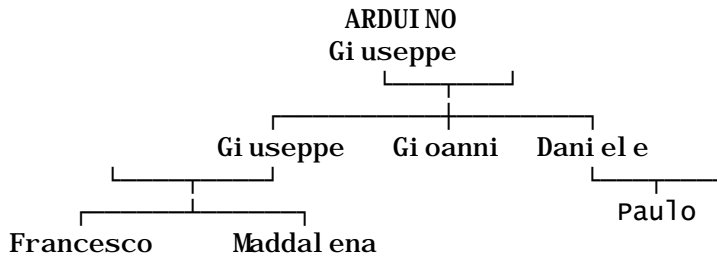 ARDUINO
Giuseppe
Giuseppe Gioanni Daniele
Paulo
Francesco Maddalena